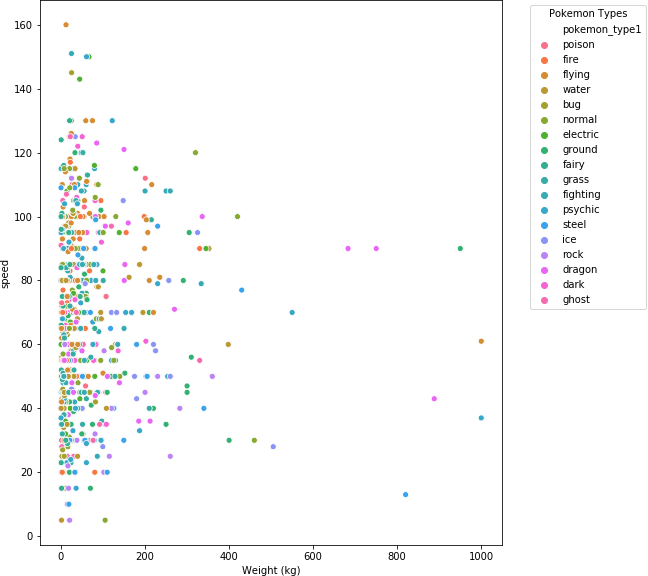 160
140
120
100
80
60
40
20
0
speed
0
200
400
600
800
1000
Weight (kg)
Pokemon Types
pokemon_type1
poison
fire
flying
water
bug
normal
electric
ground
fairy
grass
fighting
psychic
steel
ice
rock
dragon
dark
ghost